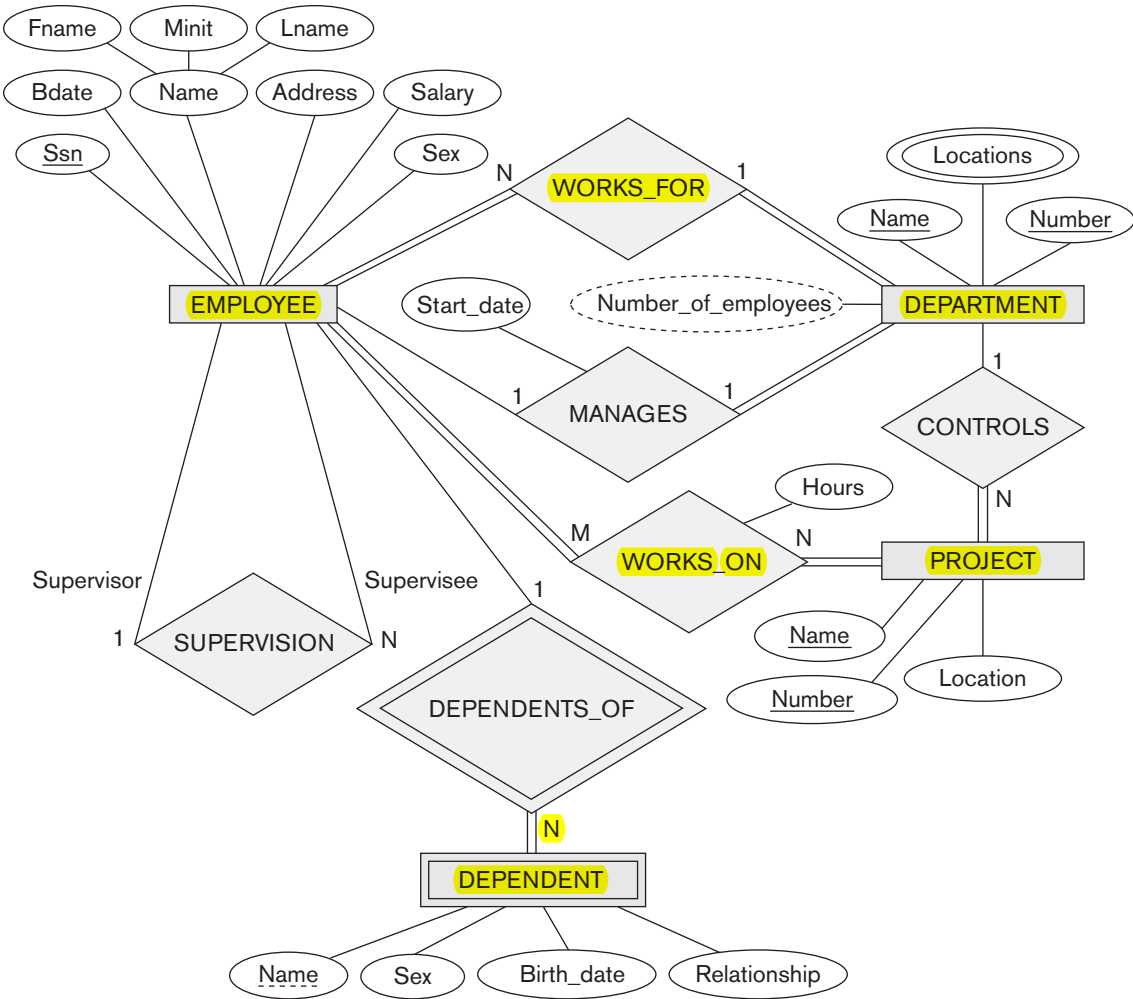 Fname Minit Lname
Bdate Name Address Salary
Ssn Sex
Locations
N 1
WORKS_FOR
Name Number
EMPLOYEE Start_date Number_of_employees DEPARTMENT
1
1 1
MANAGES CONTROLS
Hours
N
M N
WORKS_ON PROJECT
Supervisor Supervisee
1
1 SUPERVISION N Name
Location
Number
DEPENDENTS_OF
N
DEPENDENT
Name Sex Birth_date Relationship